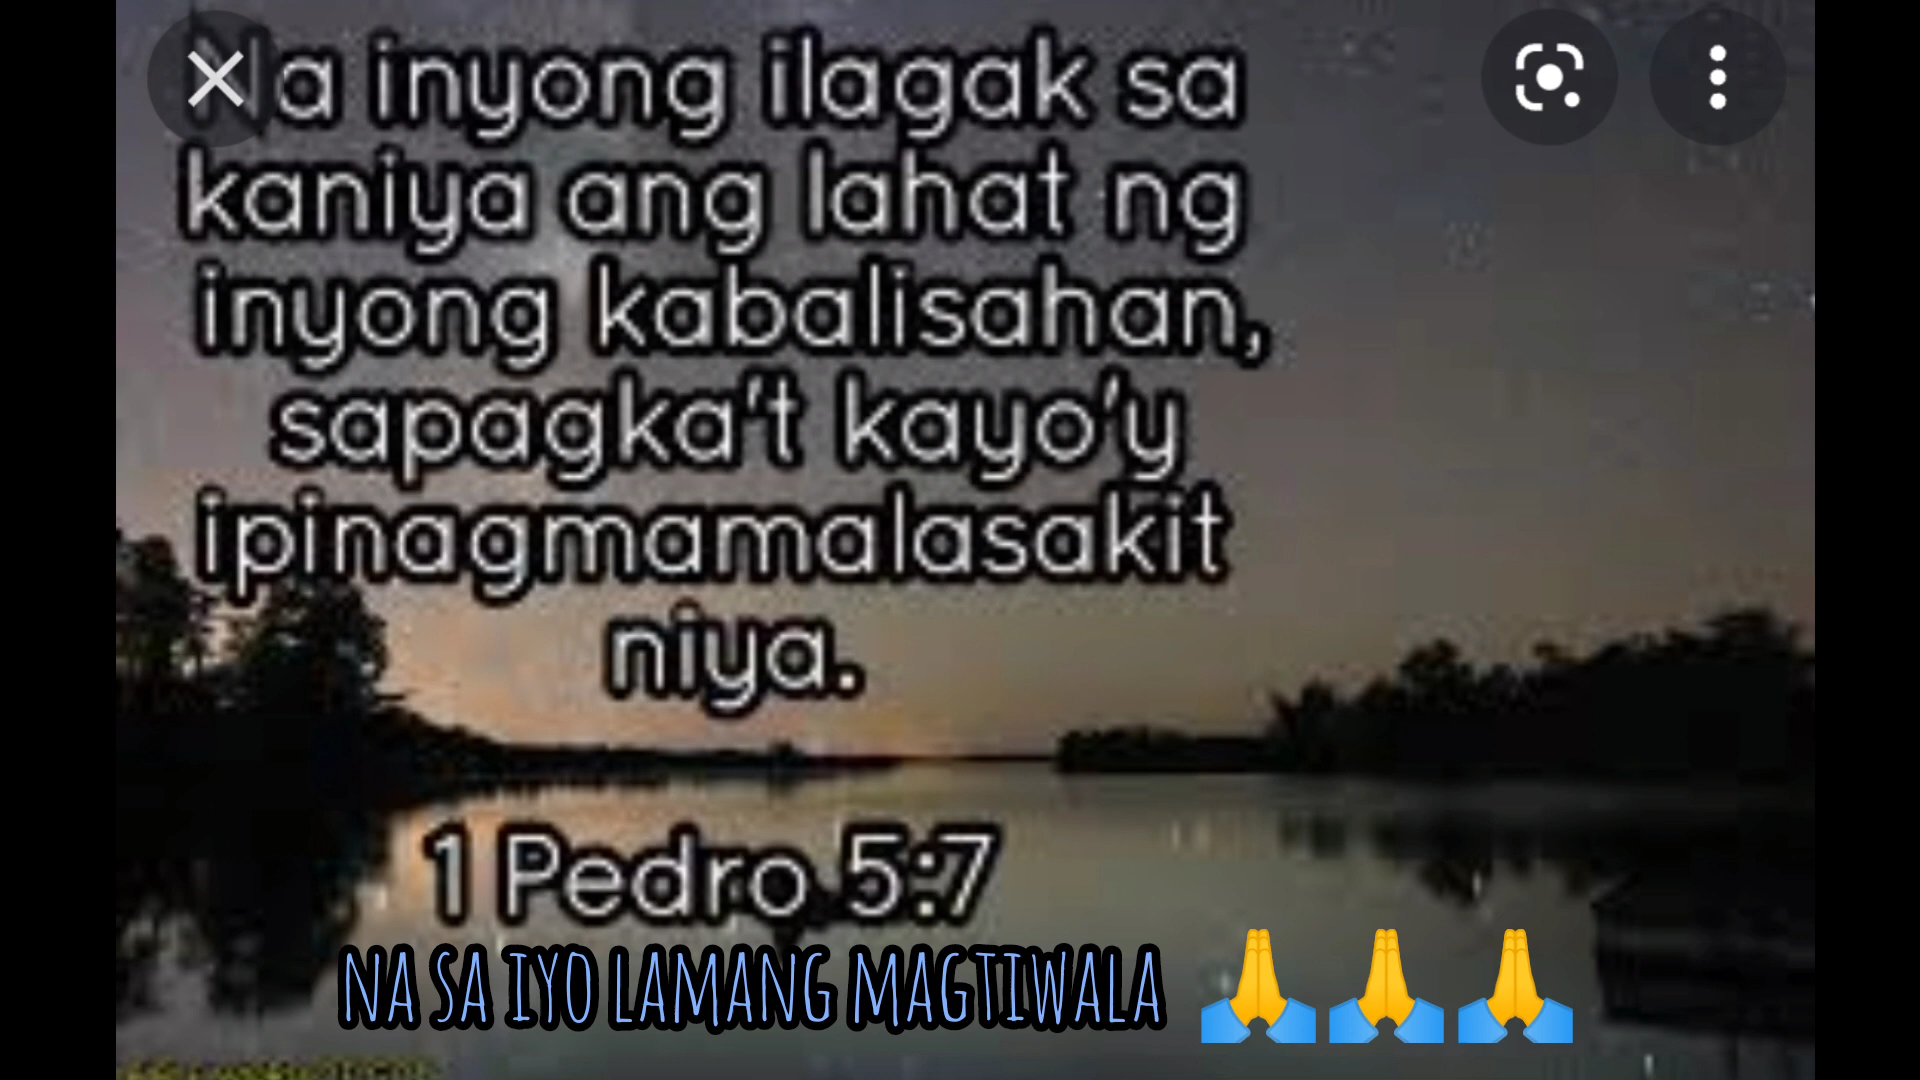 Na inyong ilagak sa
kaniya ang lahat ng
inyong kabalisahan,
sapagka't kayo'y
ipinagmamalasakit
niya.
1 Pedro 5:7
NA SA IYO LAMANG MAGTIWALA 🙏🙏🙏